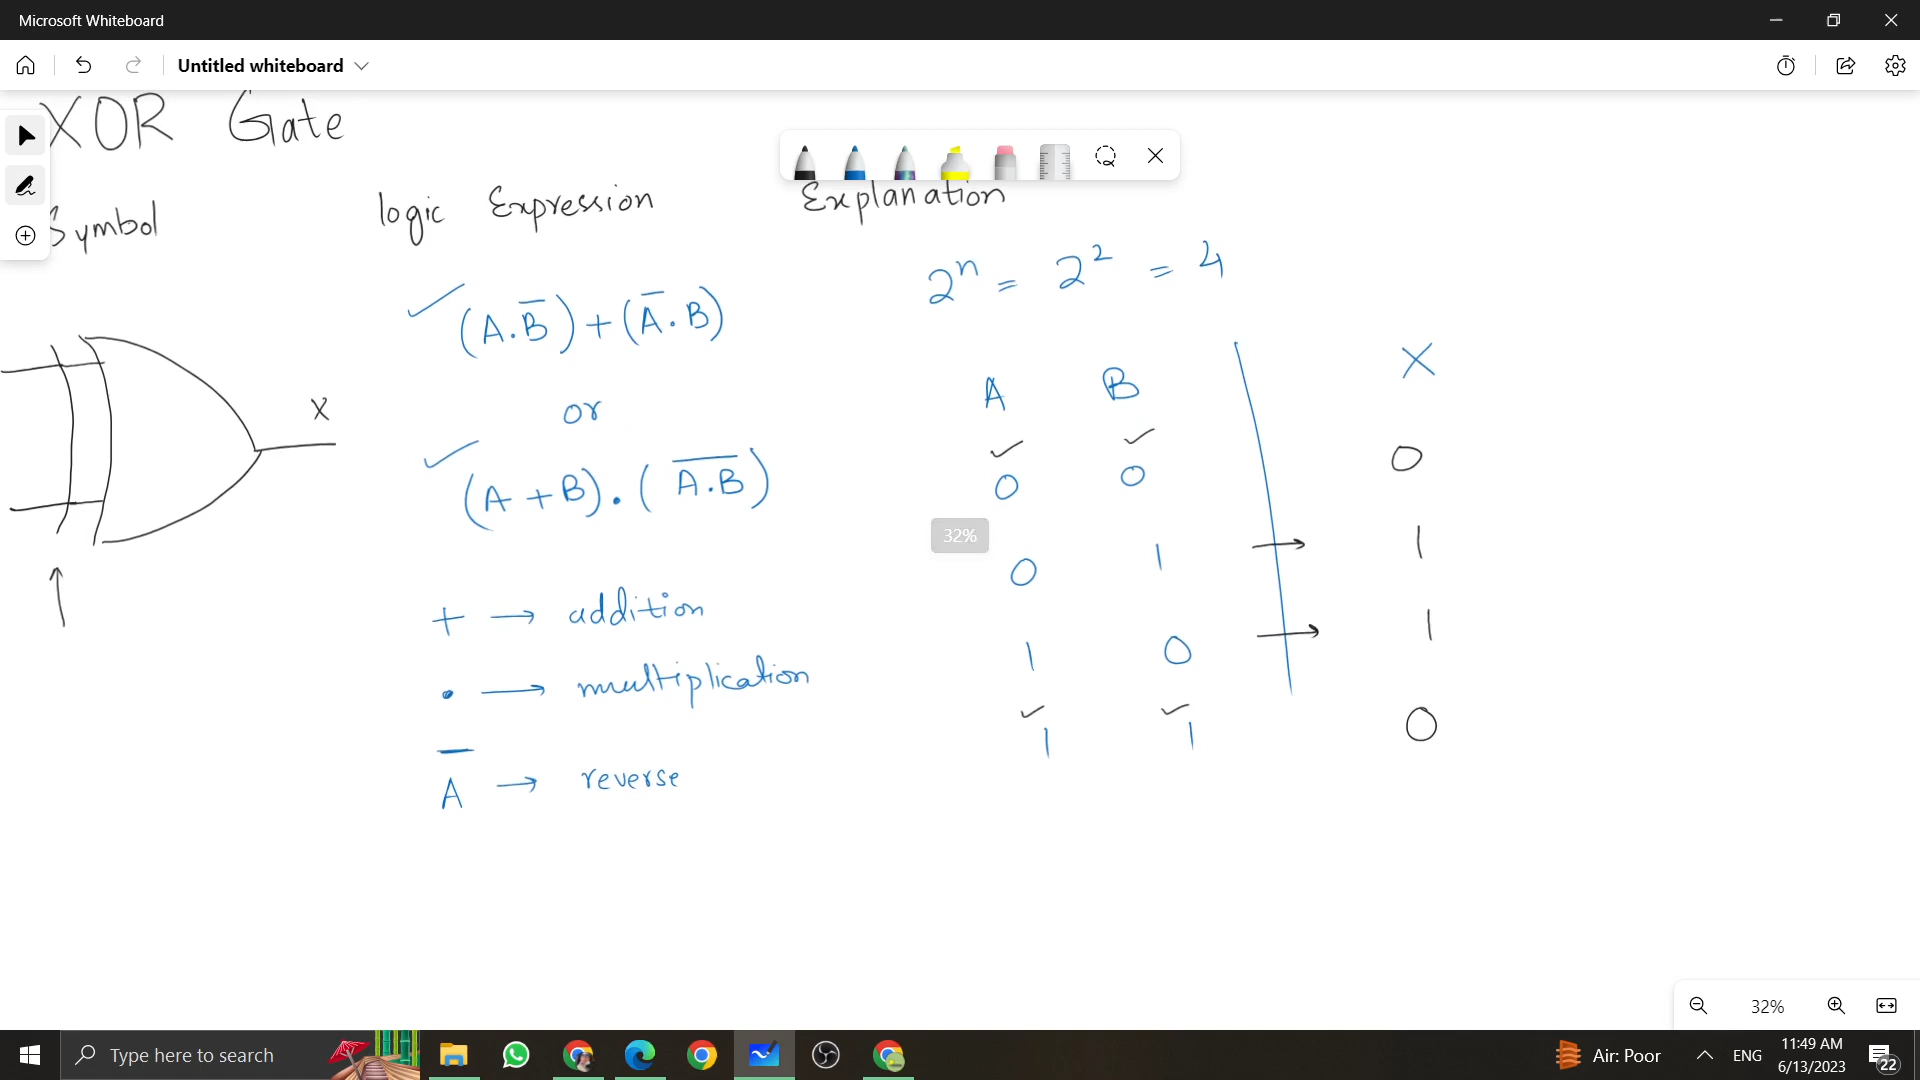 Microsoft Whiteboard
Untitled whiteboard
XOR Gate
Symbol
logic Expression
Explanation
2ⁿ = 2² = 4
(A.B̅) + (A̅.B)
or
(A + B) . ( A̅.̅B̅ )
X
A B X
0 0 0
0 1 1
1 0 1
1 1 0
32%
+ → addition
. → multiplication
A̅ → reverse
32%
Type here to search
Air: Poor
ENG
11:49 AM
6/13/2023
22